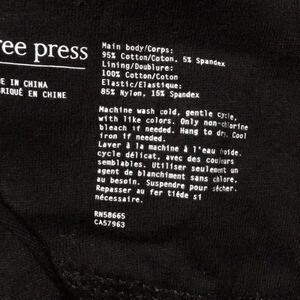 ree press
E IN CHINA
RIQUÉ EN CHINE
Main body/Corps:
95% Cotton/Coton, 5% Spandex
Lining/Doublure:
100% Cotton/Coton
Elastic/Elastique:
85% Nylon, 15% Spandex
Machine wash cold, gentle cycle,
with like colors. Only non-chlorine
bleach if needed. Hang to dry. Cool
iron if needed.
Laver à la machine à l'eau froide,
cycle délicat, avec des couleurs
semblables. Utiliser seulement un
agent de blanchiment sans chlore,
au besoin. Suspendre pour sécher.
Repasser au fer tiède si
nécessaire.
RN58665
CA57963